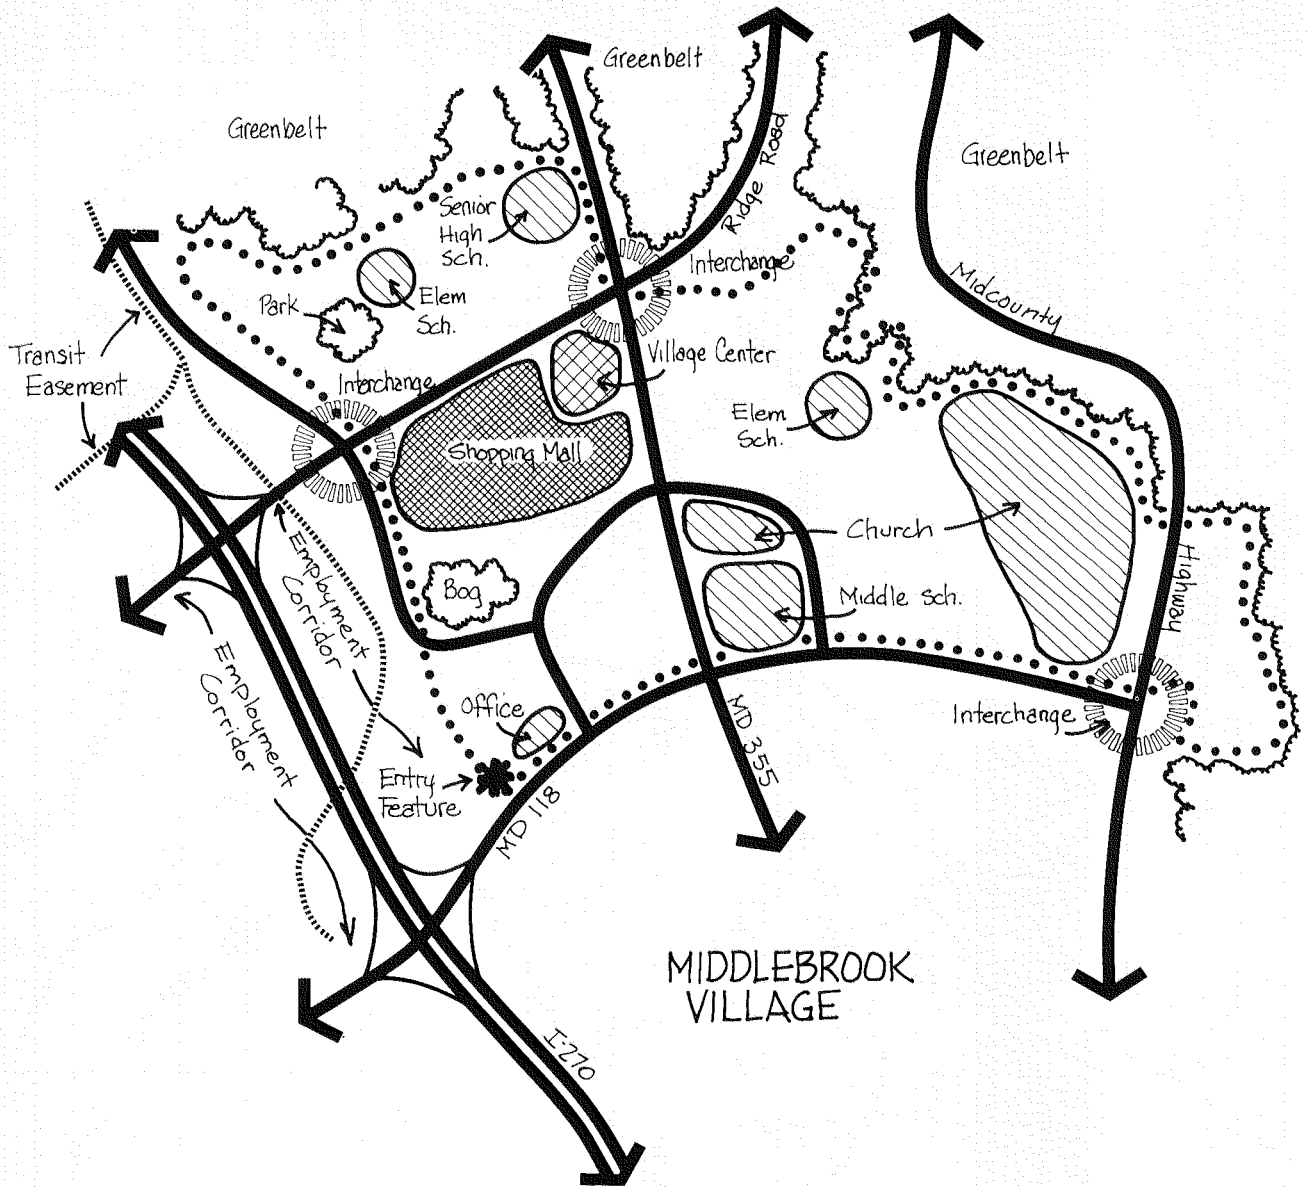 Greenbelt
Greenbelt
Greenbelt
Ridge Road
Senior
High
Sch.
Interchange
Midcounty
Highway
Park
Elem
Sch.
Transit
Easement
Interchange
Village Center
Elem
Sch.
Shopping Mall
Church
Employment
Corridor
Bog
Middle Sch.
Employment
Corridor
Office
Interchange
MD 355
Entry
Feature
MD 118
MIDDLEBROOK
VILLAGE
I-270